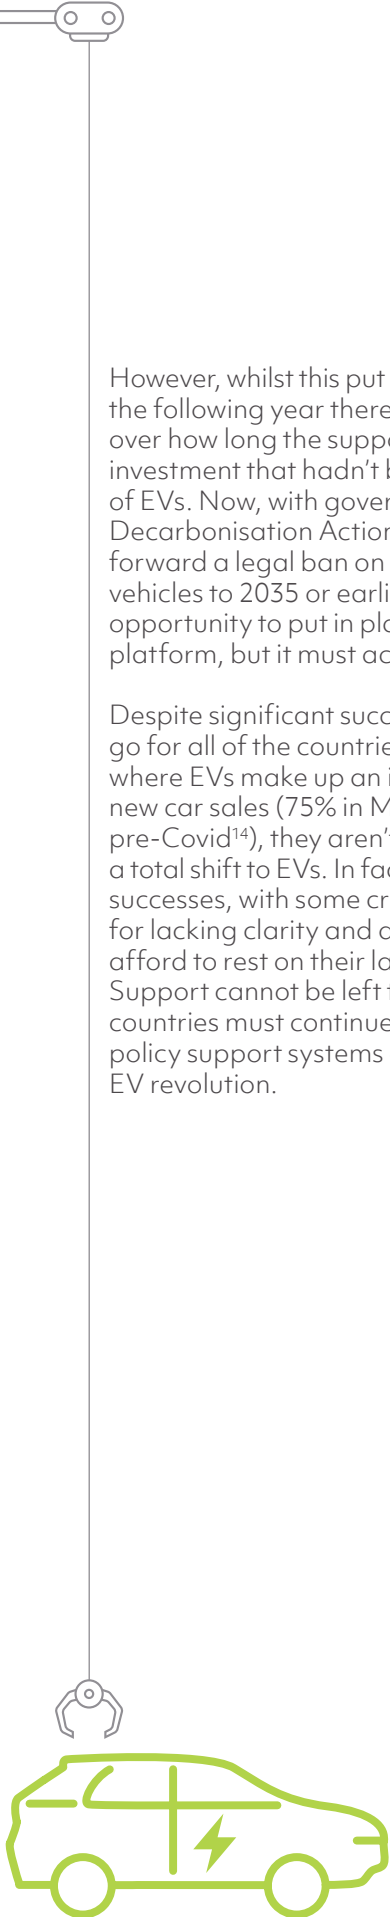 However, whilst this put
the following year there
over how long the supp
investment that hadn't b
of EVs. Now, with gover
Decarbonisation Action
forward a legal ban on
vehicles to 2035 or earli
opportunity to put in pla
platform, but it must ac
Despite significant succ
go for all of the countrie
where EVs make up an i
new car sales (75% in M
pre-Covid¹⁴), they aren't
a total shift to EVs. In fac
successes, with some cr
for lacking clarity and
afford to rest on their la
Support cannot be left
countries must continue
policy support systems
EV revolution.